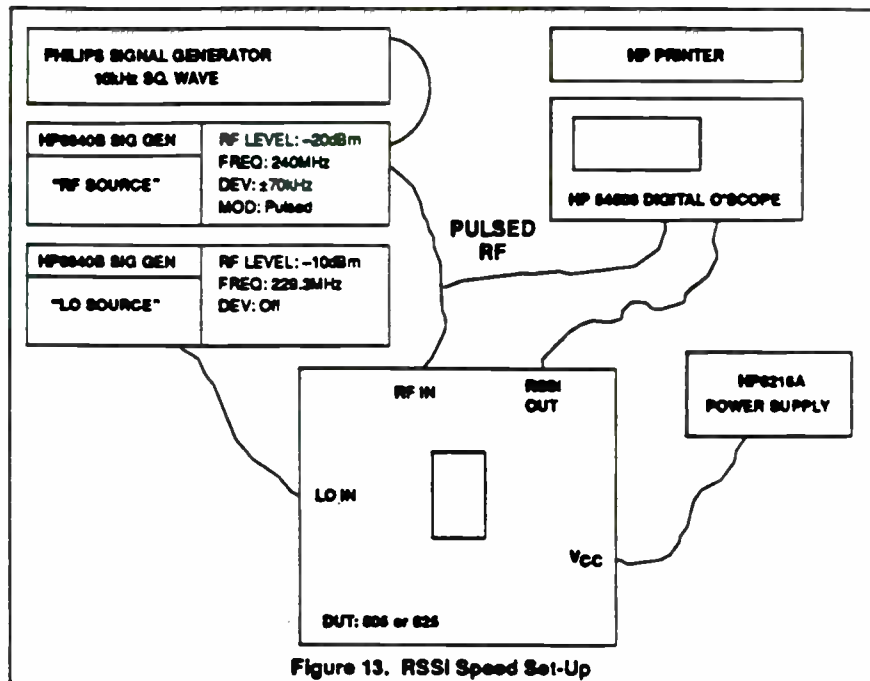 PHILIPS SIGNAL GENERATOR
10kHz SQ. WAVE
HP PRINTER
HP8640B SIG GEN
"RF SOURCE"
RF LEVEL: –20dBm
FREQ: 240MHz
DEV: ±70kHz
MOD: Pulsed
HP DIGITAL O'SCOPE
PULSED
RF
HP8640B SIG GEN
"LO SOURCE"
RF LEVEL: –10dBm
FREQ: 229.3MHz
DEV: Off
RF IN
RSSI
OUT
HP6216A
POWER SUPPLY
LO IN
VCC
DUT: 605 or 625
Figure 13. RSSI Speed Set-Up